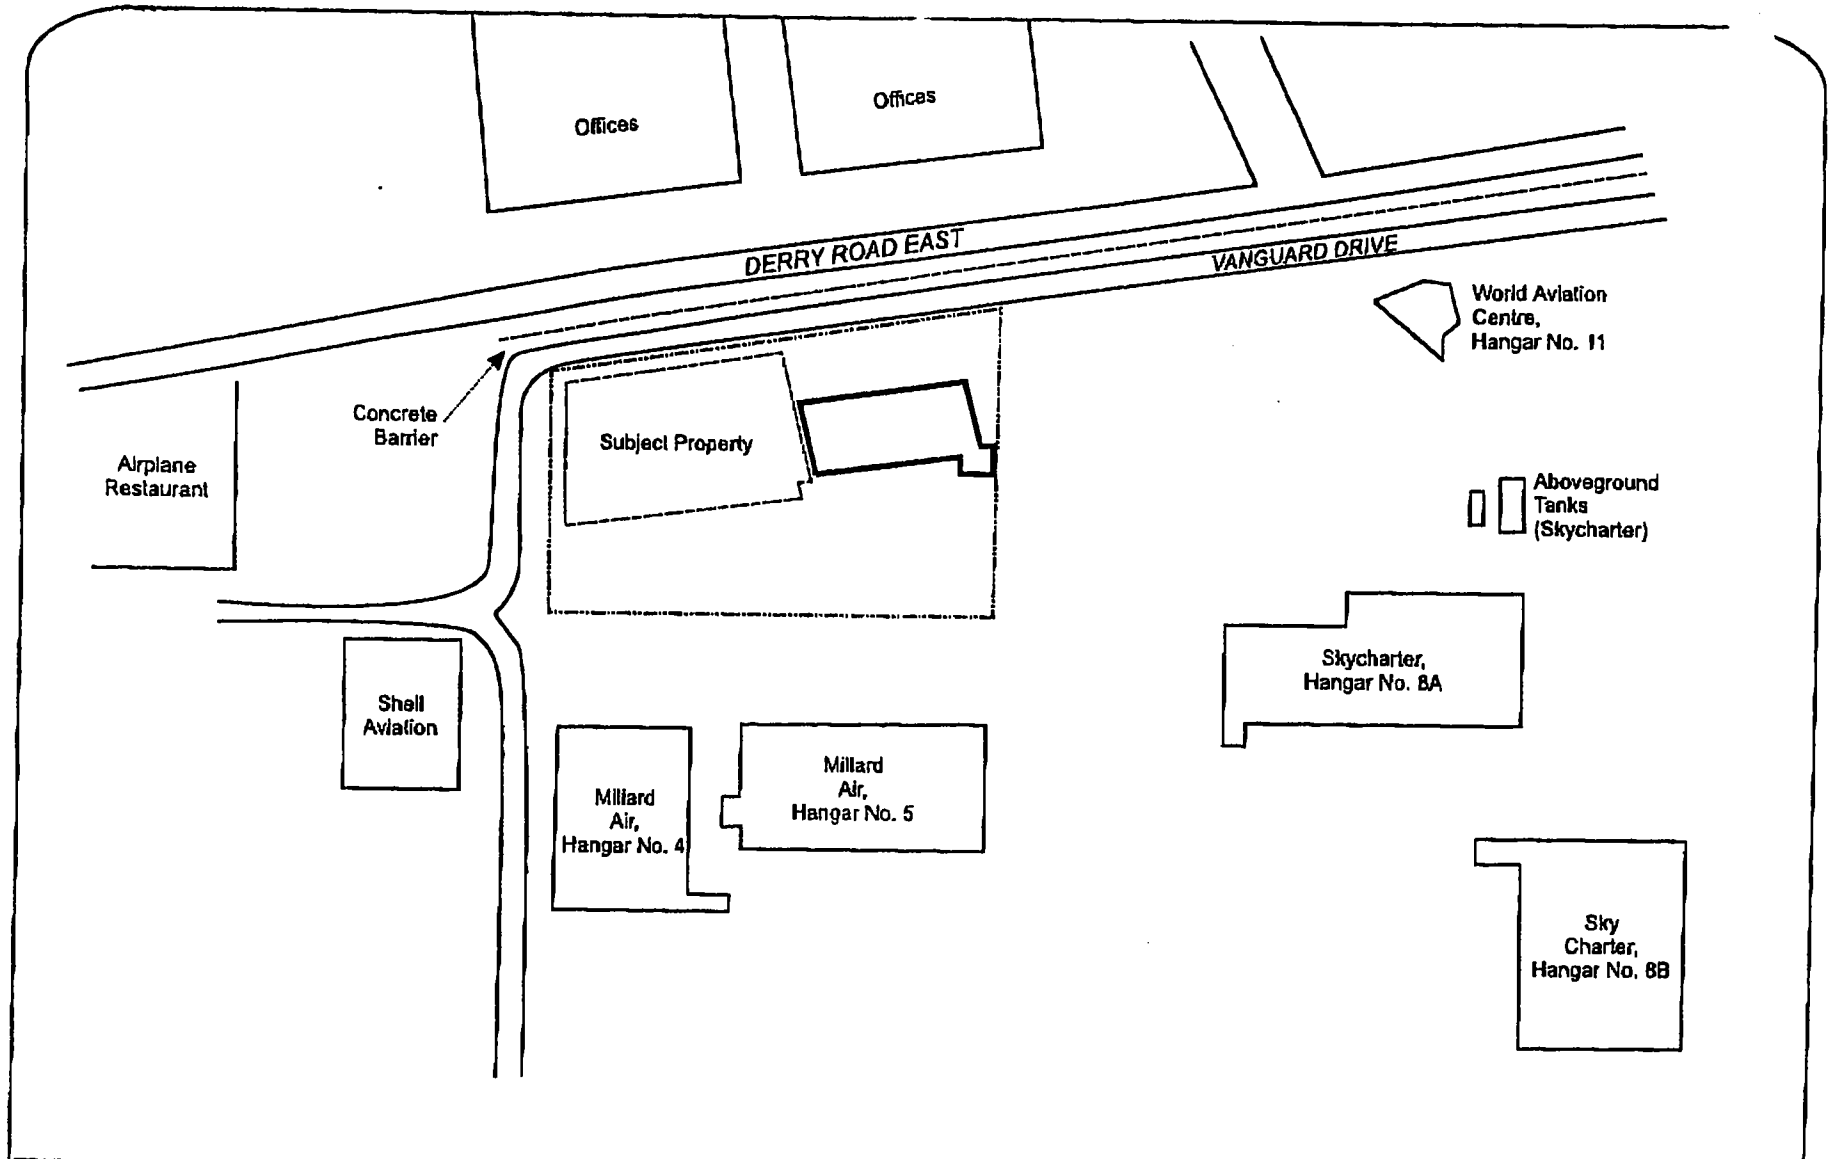 Offices
Offices
DERRY ROAD EAST
VANGUARD DRIVE
World Aviation
Centre,
Hangar No. 11
Concrete
Barrier
Subject Property
Airplane
Restaurant
Aboveground
Tanks
(Skycharter)
Skycharter,
Hangar No. 8A
Shell
Aviation
Millard
Air,
Hangar No. 4
Millard
Air,
Hangar No. 5
Sky
Charter,
Hangar No. 8B